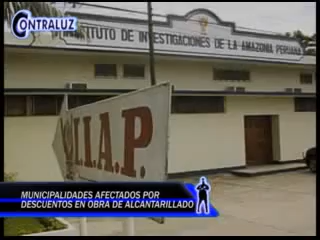 CONTRALUZ
INSTITUTO DE INVESTIGACIONES DE LA AMAZONIA PERUANA
I.I.A.P.
MUNICIPALIDADES AFECTADOS POR
DESCUENTOS EN OBRA DE ALCANTARILLADO